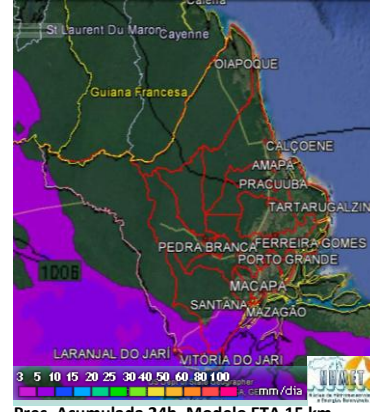 Caiena
St Laurent Du Maroni
Cayenne
OIAPOQUE
Guiana Francesa
CALÇOENE
AMAPÁ
PRACUUBA
TARTARUGALZIN
PEDRA BRANCA
FERREIRA GOMES
PORTO GRANDE
1006
MACAPÁ
SANTANA
MAZAGÃO
LARANJAL DO JARÍ
VITÓRIA DO JARI
3 5 10 15 20 25 30 40 50 60 80 100
mm/dia
Prec. Acumulada 24h. Modelo ETA 15 km